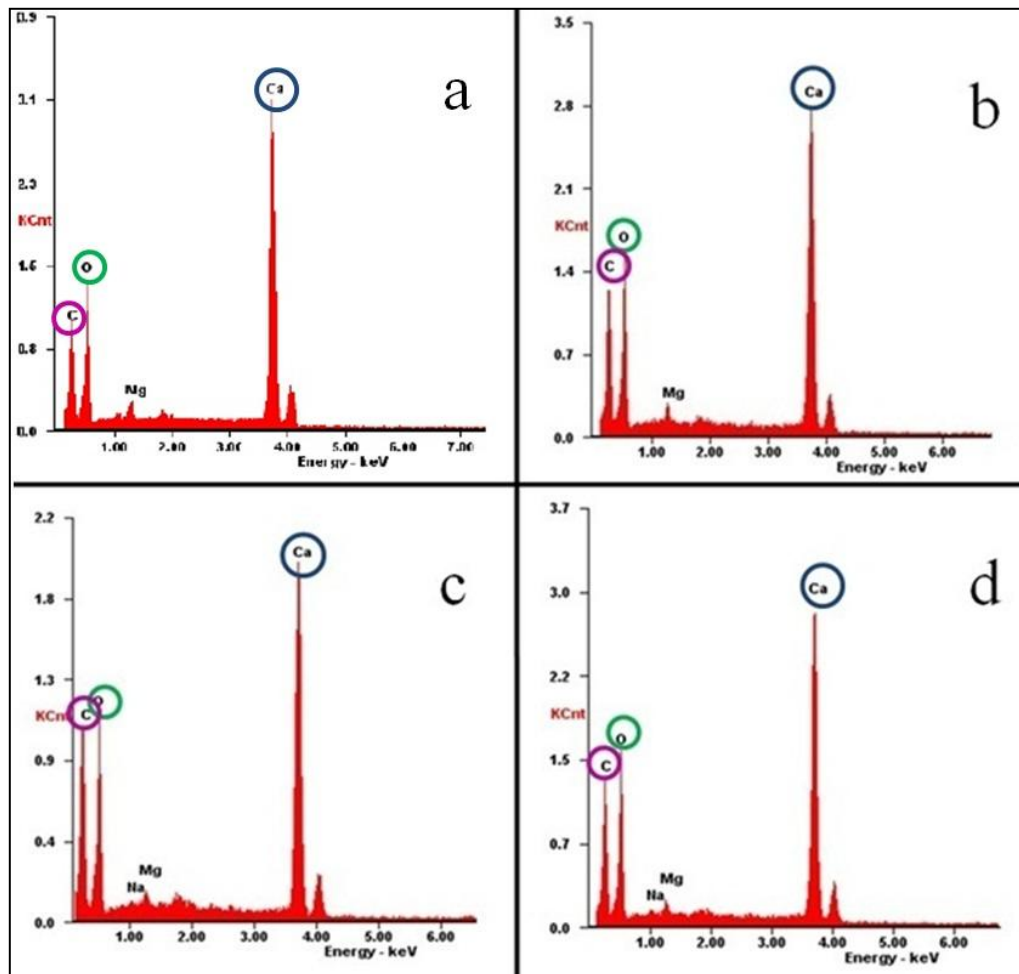 a
Ca
O
C
Mg
3.1
2.3
KCnt
1.6
0.8
0.0
1.00 2.00 3.00 4.00 5.00 6.00 7.00
Energy - keV
b
3.5
2.8
2.1
KCnt
1.4
0.7
0.0
Ca
O
C
Mg
1.00 2.00 3.00 4.00 5.00 6.00
Energy - keV
c
2.2
1.8
1.3
KCn
0.9
0.4
0.0
Ca
O
C
Na
Mg
1.00 2.00 3.00 4.00 5.00 6.00
Energy - keV
d
3.7
3.0
2.2
KCnt
1.5
0.7
0.0
Ca
O
C
Na
Mg
1.00 2.00 3.00 4.00 5.00 6.00
Energy - keV